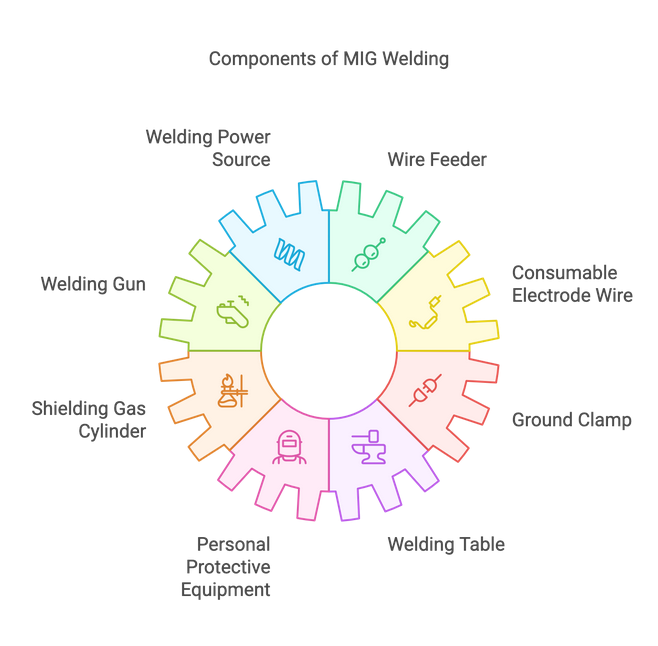 Components of MIG Welding
Welding Power
Source
Wire Feeder
Welding Gun
Consumable
Electrode Wire
Shielding Gas
Cylinder
Ground Clamp
Personal
Protective
Equipment
Welding Table